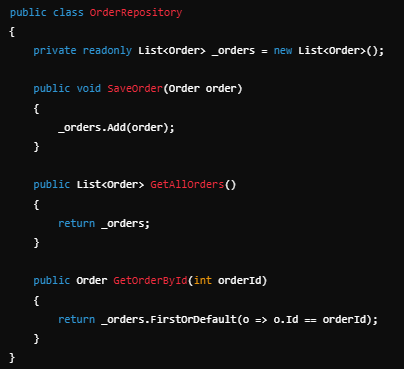 public class OrderRepository
{
    private readonly List<Order> _orders = new List<Order>();

    public void SaveOrder(Order order)
    {
        _orders.Add(order);
    }

    public List<Order> GetAllOrders()
    {
        return _orders;
    }

    public Order GetOrderById(int orderId)
    {
        return _orders.FirstOrDefault(o => o.Id == orderId);
    }
}